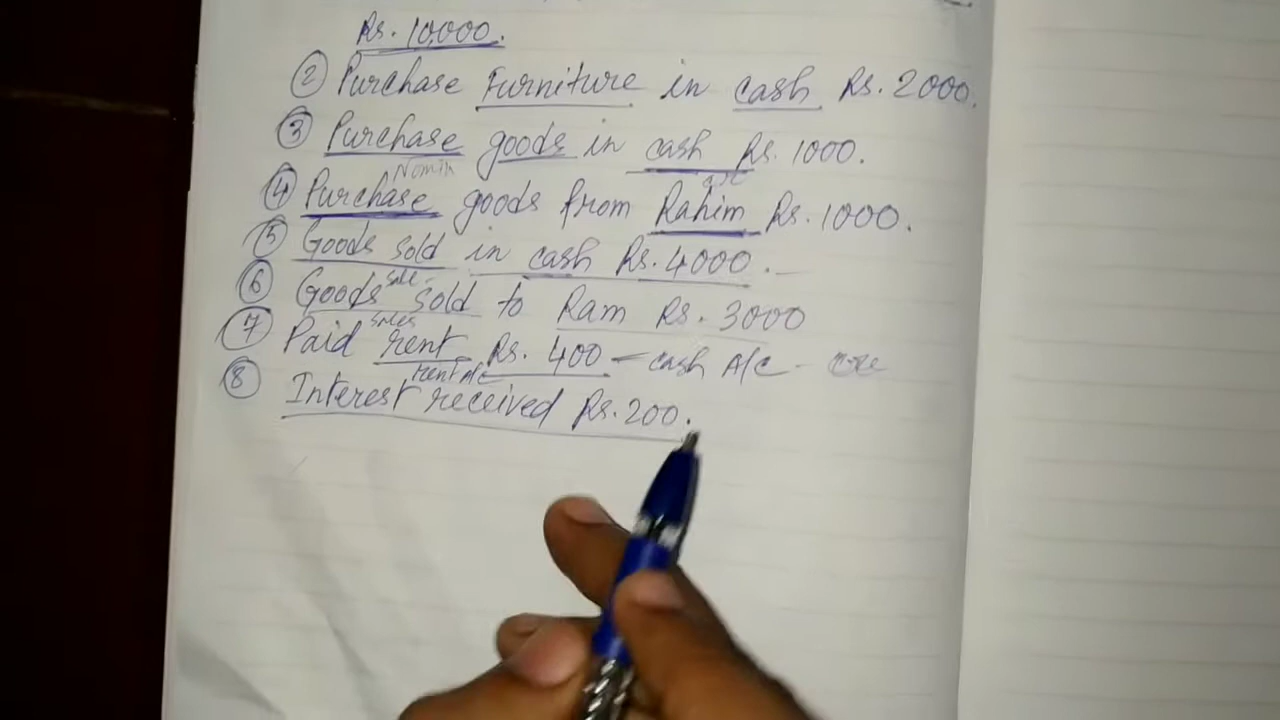 Rs. 10,000.
② Purchase Furniture in cash Rs. 2000.
③ Purchase goods in cash Rs. 1000.
Nomin
④ Purchase goods from Rahim Rs. 1000.
⑤ Goods sold in cash Rs. 4000.
Sale
⑥ Goods sold to Ram Rs. 3000
Sales
⑦ Paid rent Rs. 400 – cash A/c -
Rent A/c
⑧ Interest received Rs. 200.